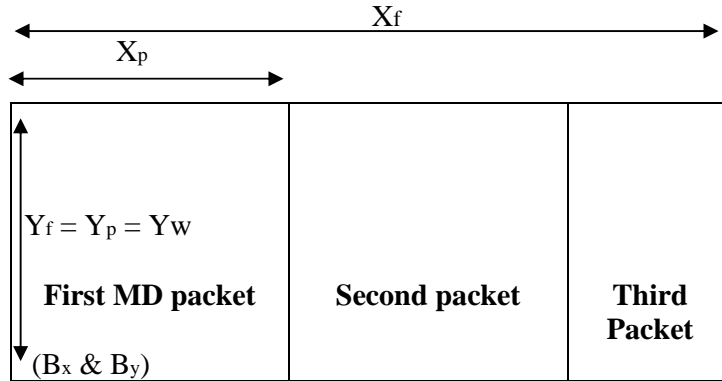 Xf
Xp
Yf = Yp = Yw
First MD packet
Second packet
Third
Packet
(Bx & By)